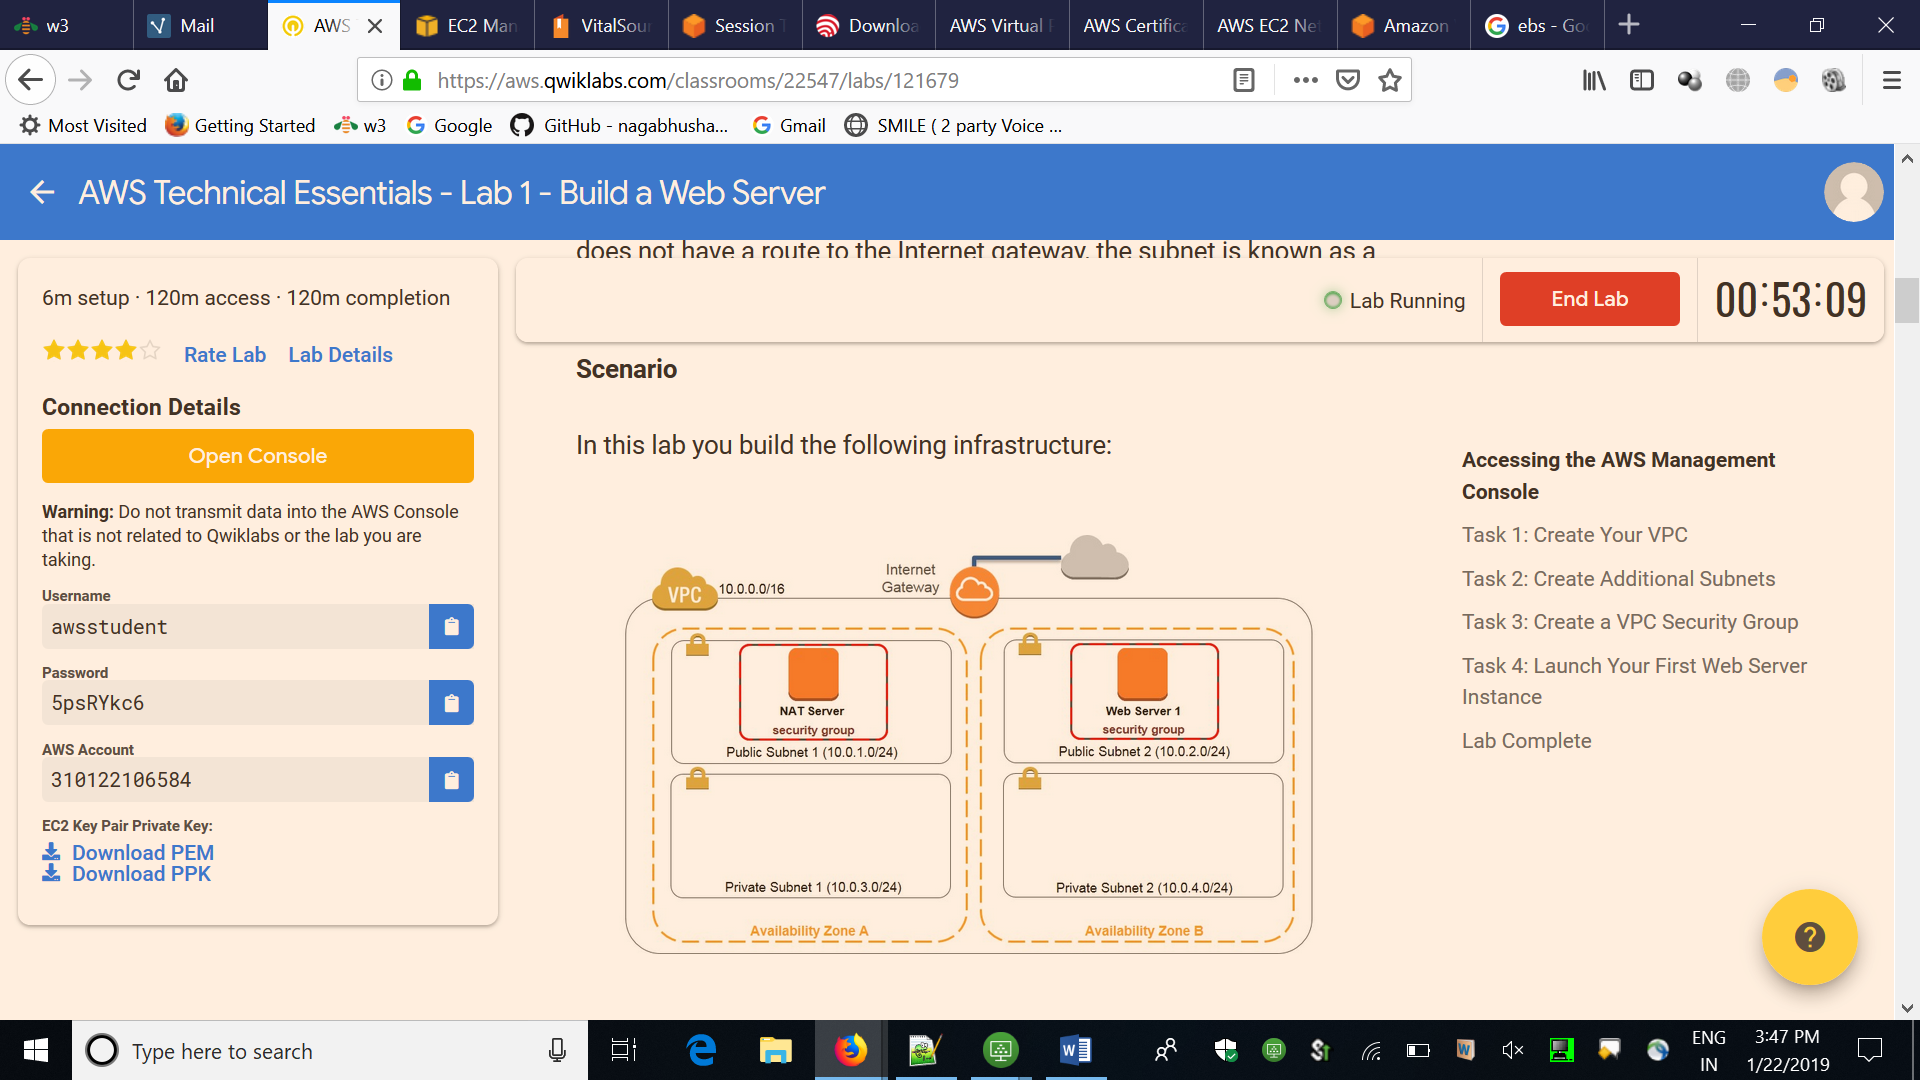 w3
Mail
AWS
EC2 Man
VitalSou
Session T
Downloa
AWS Virtual P
AWS Certifica
AWS EC2 Ne
Amazon
ebs - Go
https://aws.qwiklabs.com/classrooms/22547/labs/121679
Most Visited
Getting Started
w3
Google
GitHub - nagabhusha...
Gmail
SMILE ( 2 party Voice ...
AWS Technical Essentials - Lab 1 - Build a Web Server
does not have a route to the Internet gateway, the subnet is known as a
6m setup · 120m access · 120m completion
Rate Lab
Lab Details
Connection Details
Open Console
Warning: Do not transmit data into the AWS Console
that is not related to Qwiklabs or the lab you are
taking.
Username
awsstudent
Password
5psRYkc6
AWS Account
310122106584
EC2 Key Pair Private Key:
Download PEM
Download PPK
Lab Running
End Lab
00:53:09
Scenario
In this lab you build the following infrastructure:
Internet
Gateway
VPC
10.0.0.0/16
NAT Server
security group
Public Subnet 1 (10.0.1.0/24)
Web Server 1
security group
Public Subnet 2 (10.0.2.0/24)
Private Subnet 1 (10.0.3.0/24)
Private Subnet 2 (10.0.4.0/24)
Availability Zone A
Availability Zone B
Accessing the AWS Management
Console
Task 1: Create Your VPC
Task 2: Create Additional Subnets
Task 3: Create a VPC Security Group
Task 4: Launch Your First Web Server
Instance
Lab Complete
?
Type here to search
ENG
IN
3:47 PM
1/22/2019